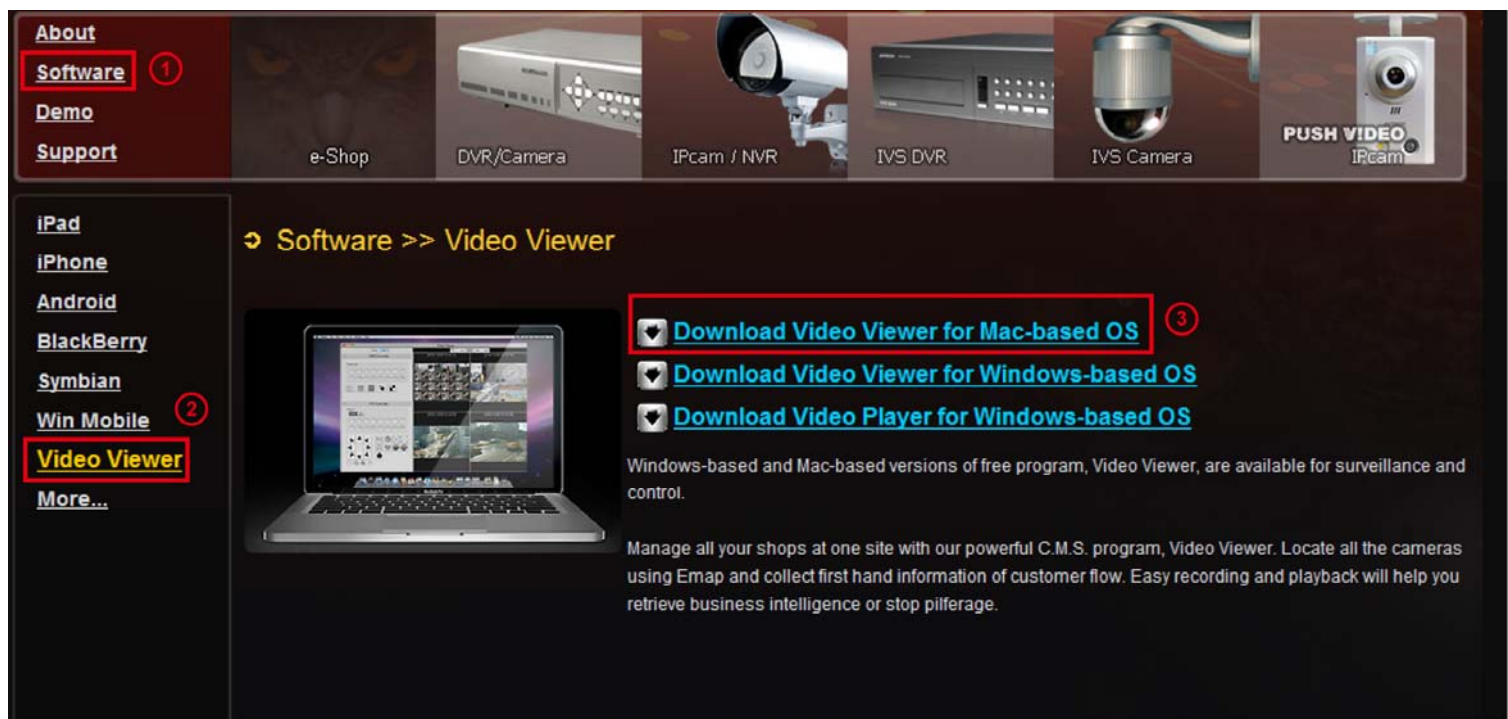 About
Software
1
Demo
Support
e-Shop
DVR/Camera
IPcam / NVR
IVS DVR
IVS Camera
PUSH V!DEO
IPcam
iPad
iPhone
Android
BlackBerry
Symbian
Win Mobile
2
Video Viewer
More...
Software >> Video Viewer
Download Video Viewer for Mac-based OS
3
Download Video Viewer for Windows-based OS
Download Video Player for Windows-based OS
Windows-based and Mac-based versions of free program, Video Viewer, are available for surveillance and
control.
Manage all your shops at one site with our powerful C.M.S. program, Video Viewer. Locate all the cameras
using Emap and collect first hand information of customer flow. Easy recording and playback will help you
retrieve business intelligence or stop pilferage.